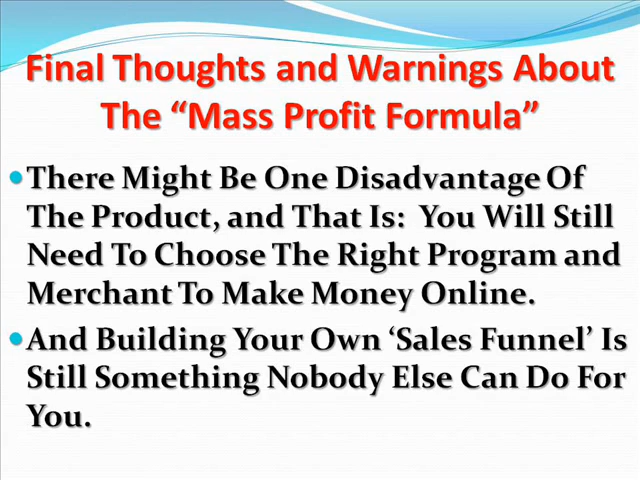 Final Thoughts and Warnings About
The “Mass Profit Formula”
There Might Be One Disadvantage Of
The Product, and That Is:  You Will Still
Need To Choose The Right Program and
Merchant To Make Money Online.
And Building Your Own ‘Sales Funnel’ Is
Still Something Nobody Else Can Do For
You.